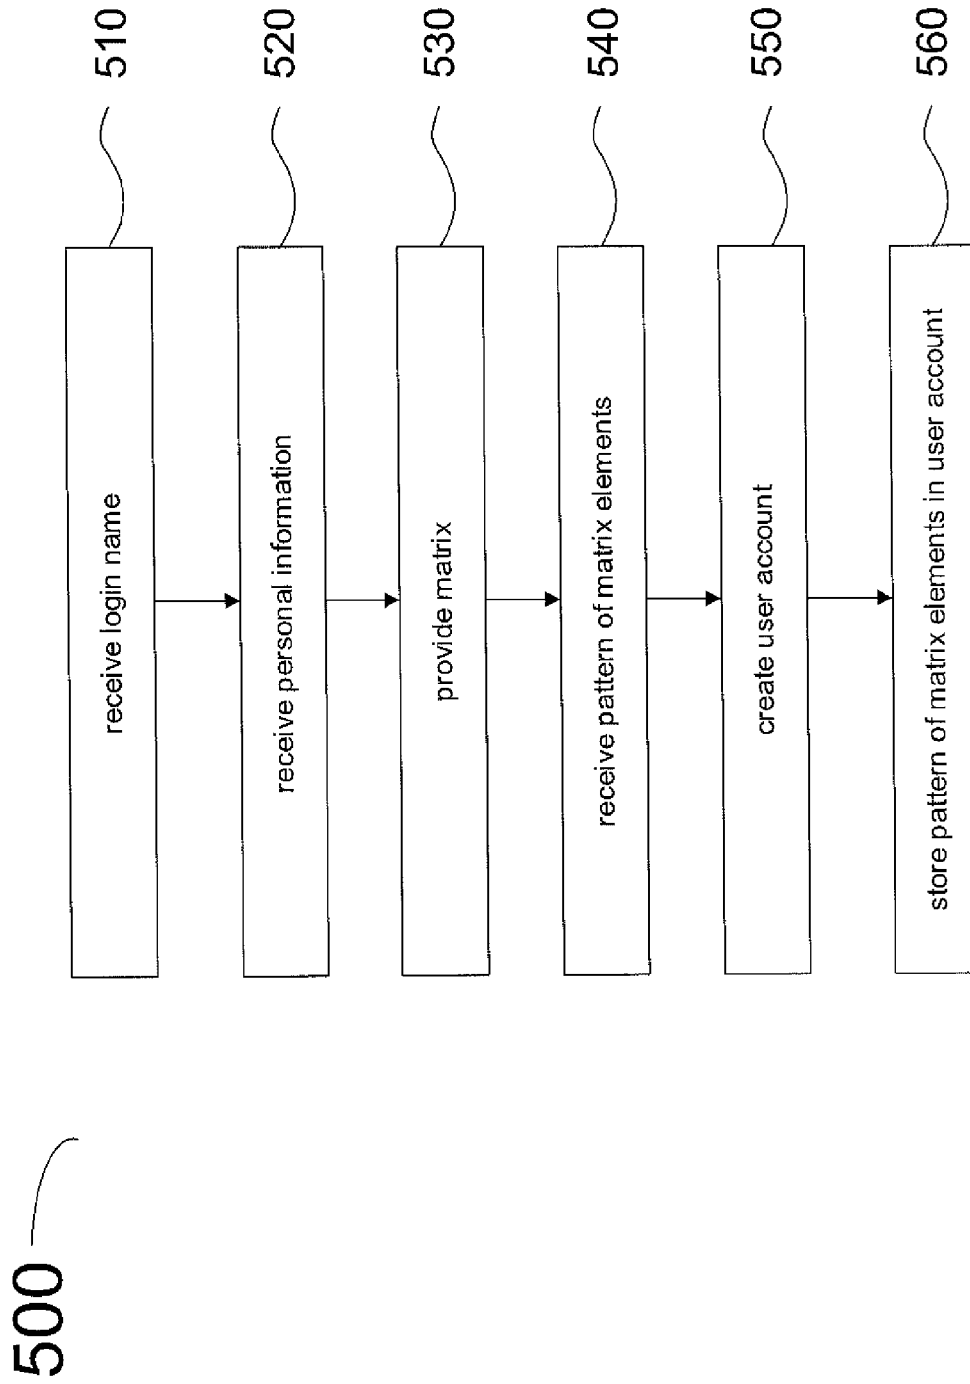 500
receive login name
510
receive personal information
520
provide matrix
530
receive pattern of matrix elements
540
create user account
550
store pattern of matrix elements in user account
560